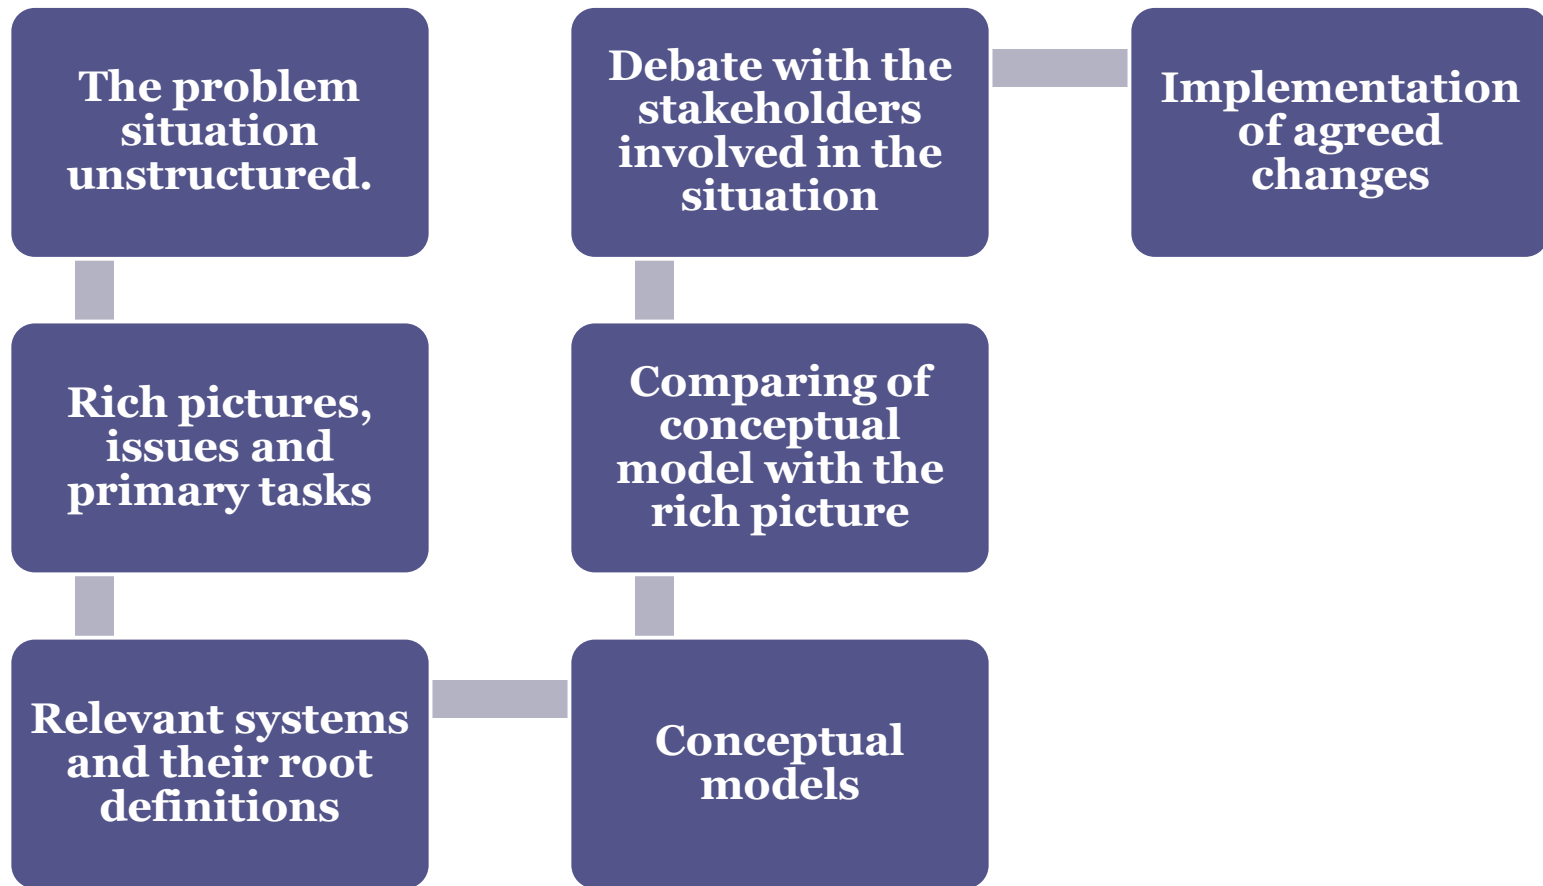 The problem
situation
unstructured.
Rich pictures,
issues and
primary tasks
Relevant systems
and their root
definitions
Conceptual
models
Comparing of
conceptual
model with the
rich picture
Debate with the
stakeholders
involved in the
situation
Implementation
of agreed
changes